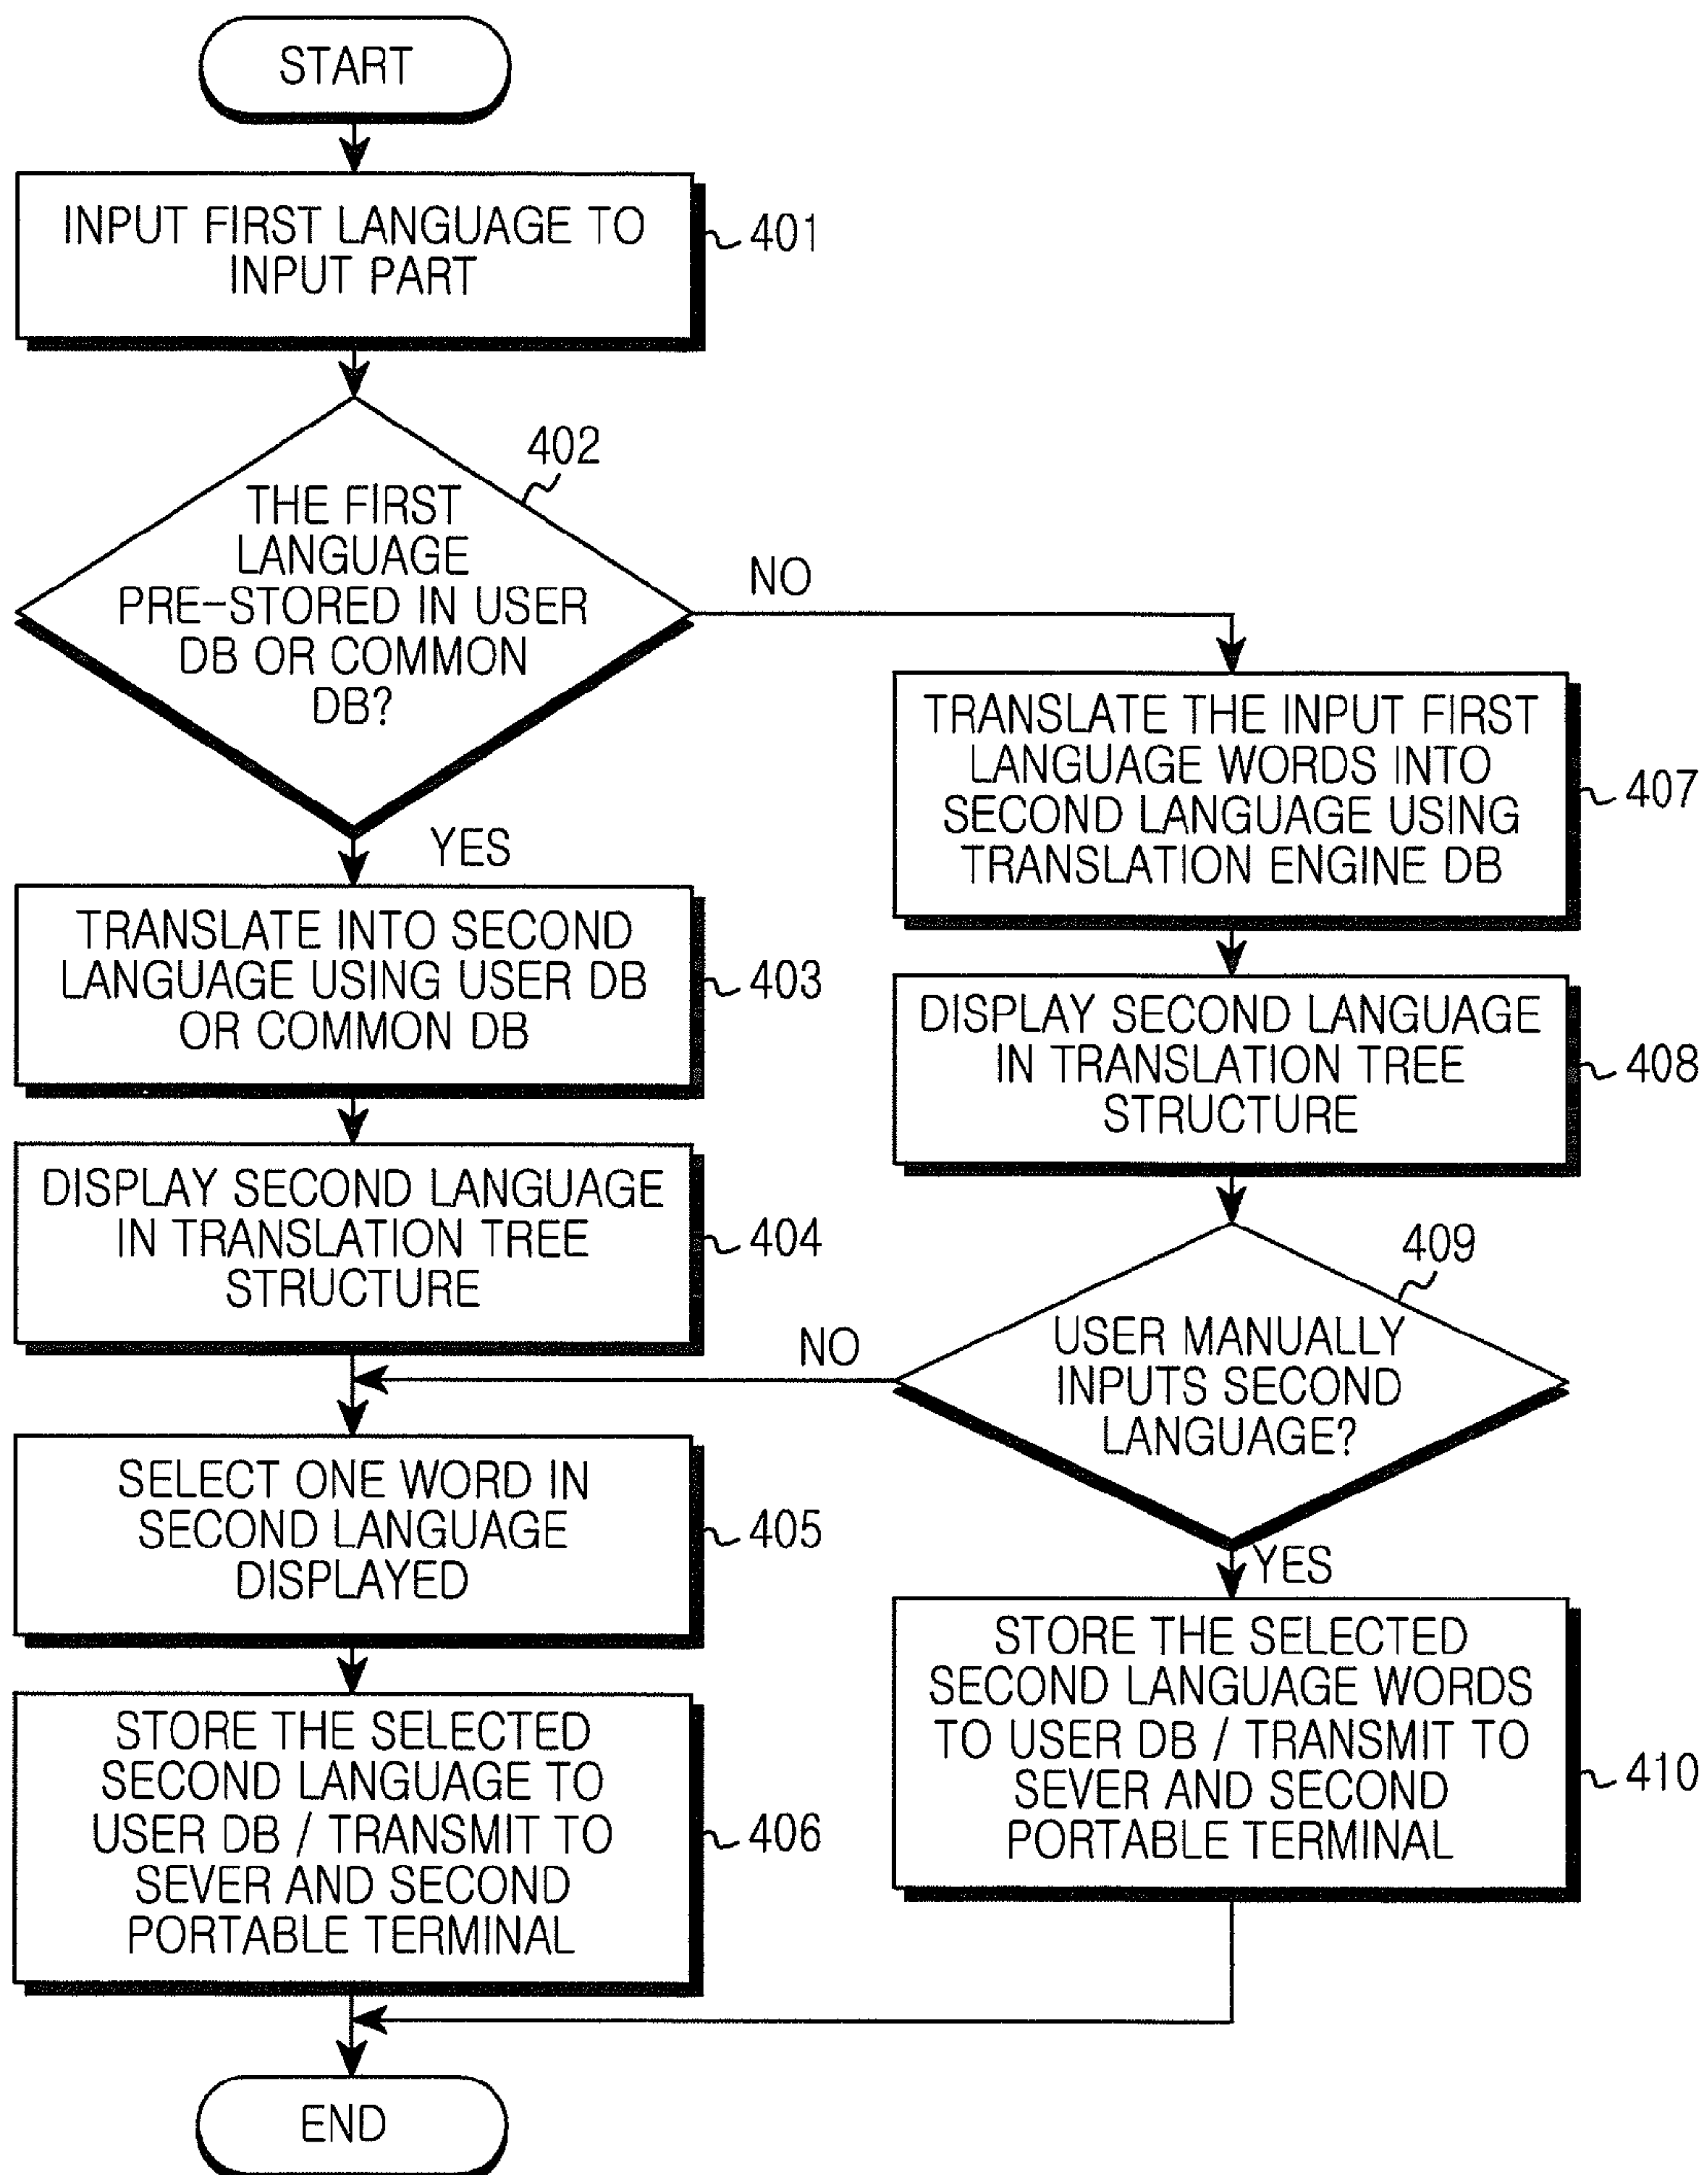 START
INPUT FIRST LANGUAGE TO
INPUT PART
401
402
THE FIRST
LANGUAGE
PRE-STORED IN USER
DB OR COMMON
DB?
NO
YES
TRANSLATE INTO SECOND
LANGUAGE USING USER DB
OR COMMON DB
403
DISPLAY SECOND LANGUAGE
IN TRANSLATION TREE
STRUCTURE
404
SELECT ONE WORD IN
SECOND LANGUAGE
DISPLAYED
405
STORE THE SELECTED
SECOND LANGUAGE TO
USER DB / TRANSMIT TO
SEVER AND SECOND
PORTABLE TERMINAL
406
TRANSLATE THE INPUT FIRST
LANGUAGE WORDS INTO
SECOND LANGUAGE USING
TRANSLATION ENGINE DB
407
DISPLAY SECOND LANGUAGE
IN TRANSLATION TREE
STRUCTURE
408
409
USER MANUALLY
INPUTS SECOND
LANGUAGE?
NO
YES
STORE THE SELECTED
SECOND LANGUAGE WORDS
TO USER DB / TRANSMIT TO
SEVER AND SECOND
PORTABLE TERMINAL
410
END